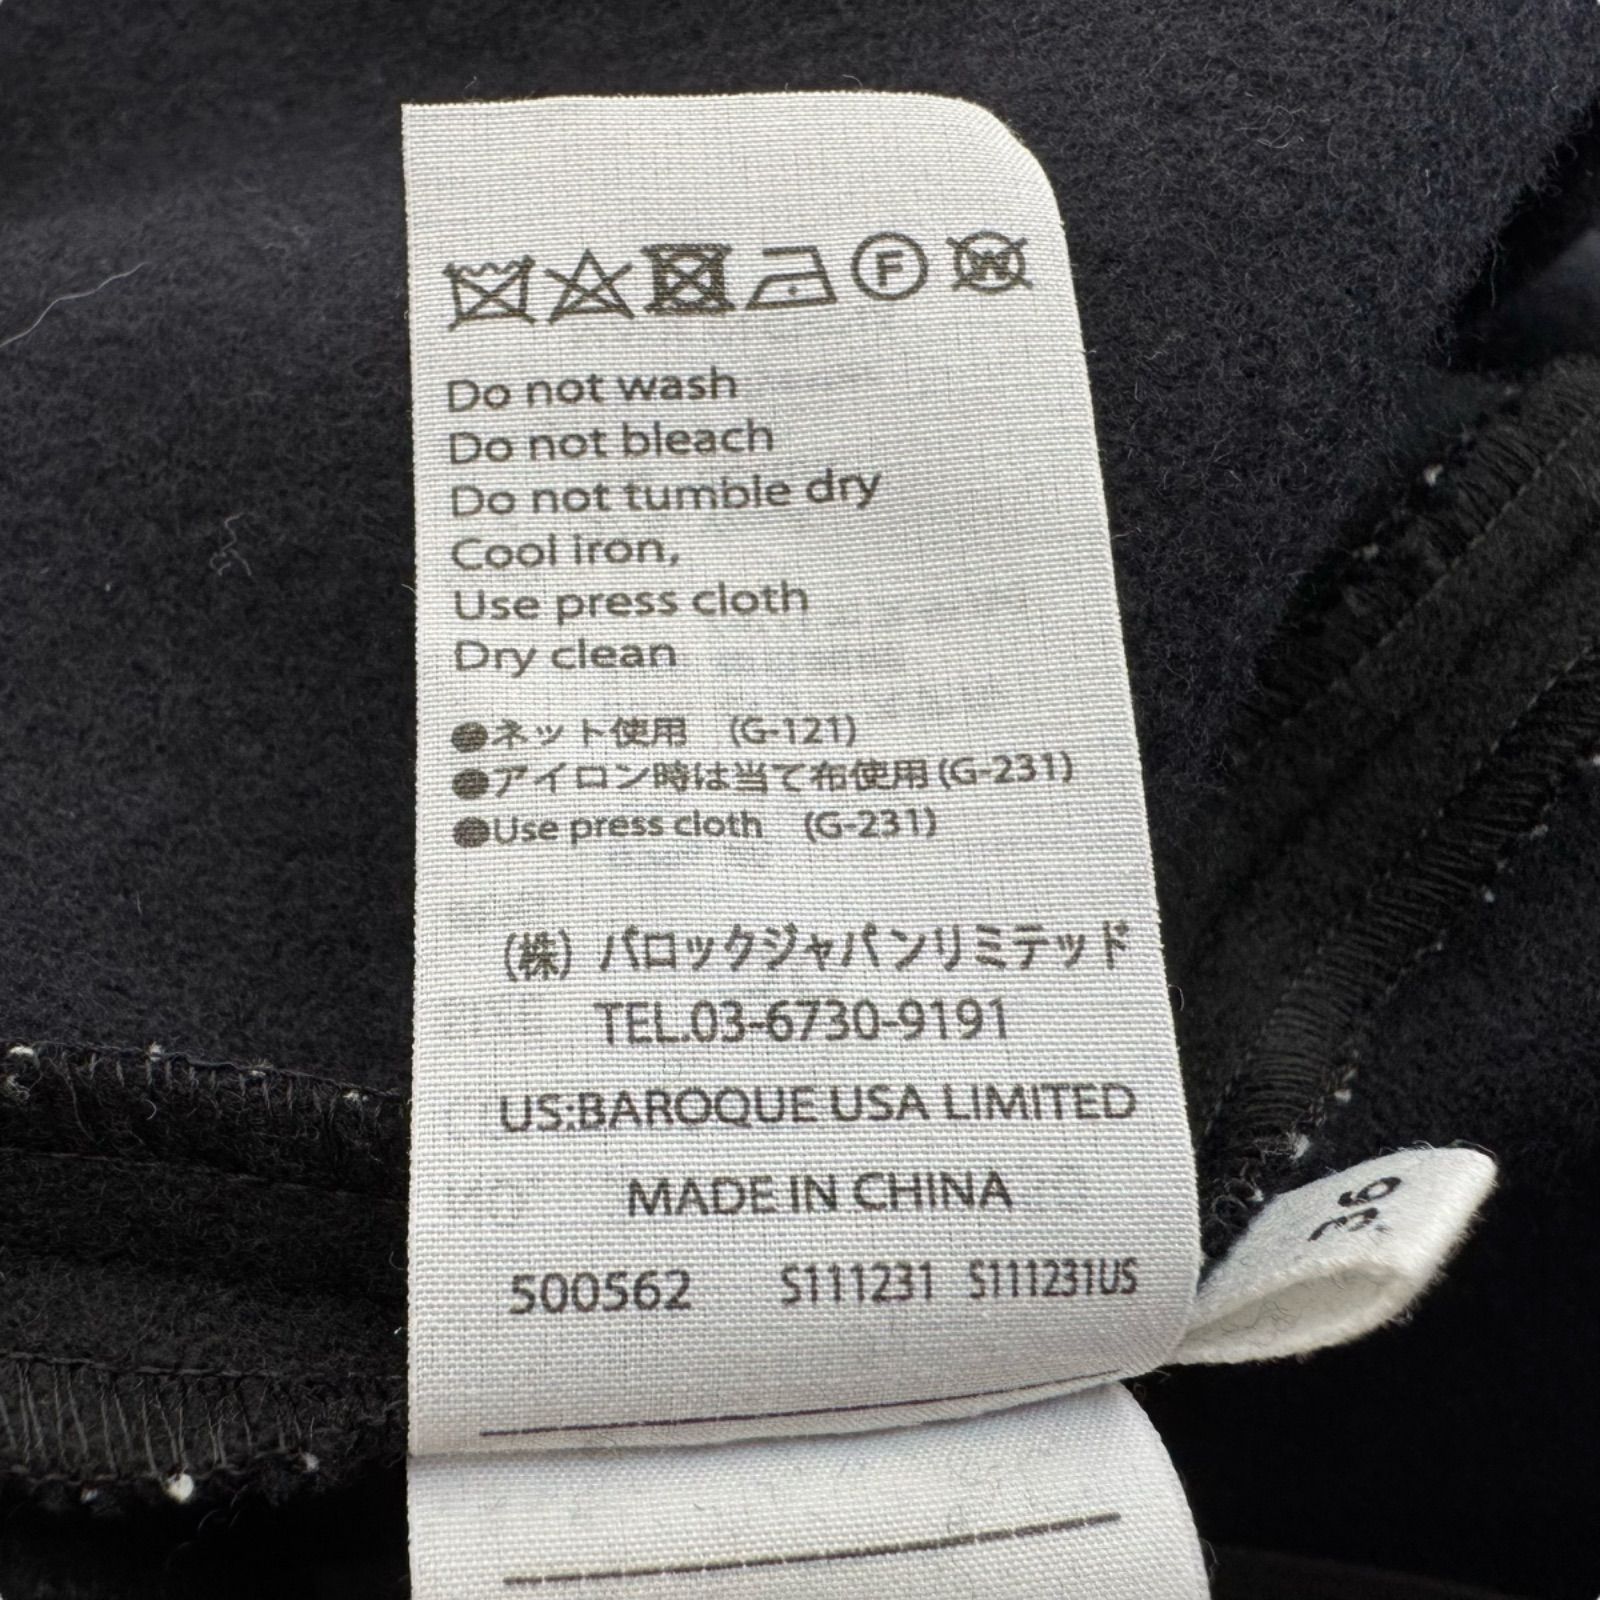 F W
Do not wash
Do not bleach
Do not tumble dry
Cool iron,
Use press cloth
Dry clean
●ネット使用 (G-121)
●アイロン時は当て布使用(G-231)
●Use press cloth (G-231)
(株) バロックジャパンリミテッド
TEL.03-6730-9191
US:BAROQUE USA LIMITED
MADE IN CHINA
500562 S111231 S111231US
36